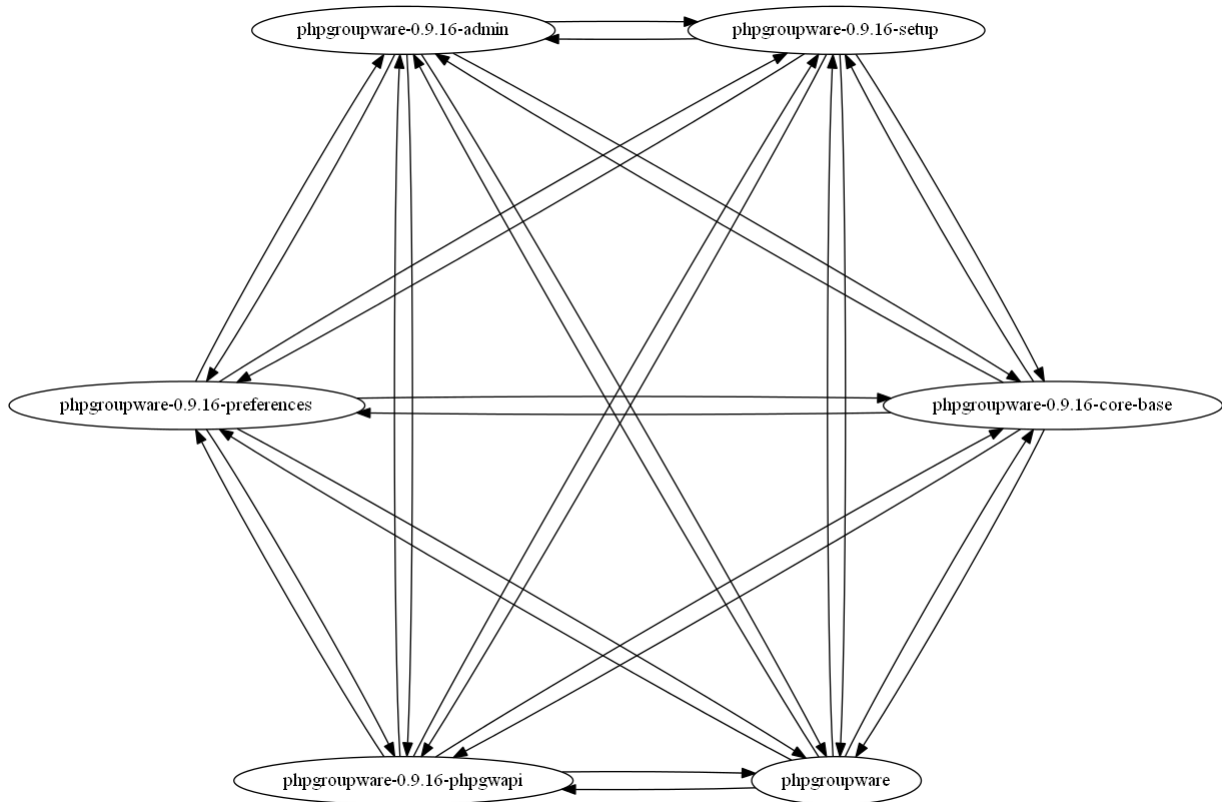 phpgroupware-0.9.16-admin
phpgroupware-0.9.16-setup
phpgroupware-0.9.16-preferences
phpgroupware-0.9.16-core-base
phpgroupware-0.9.16-phpgwapi
phpgroupware